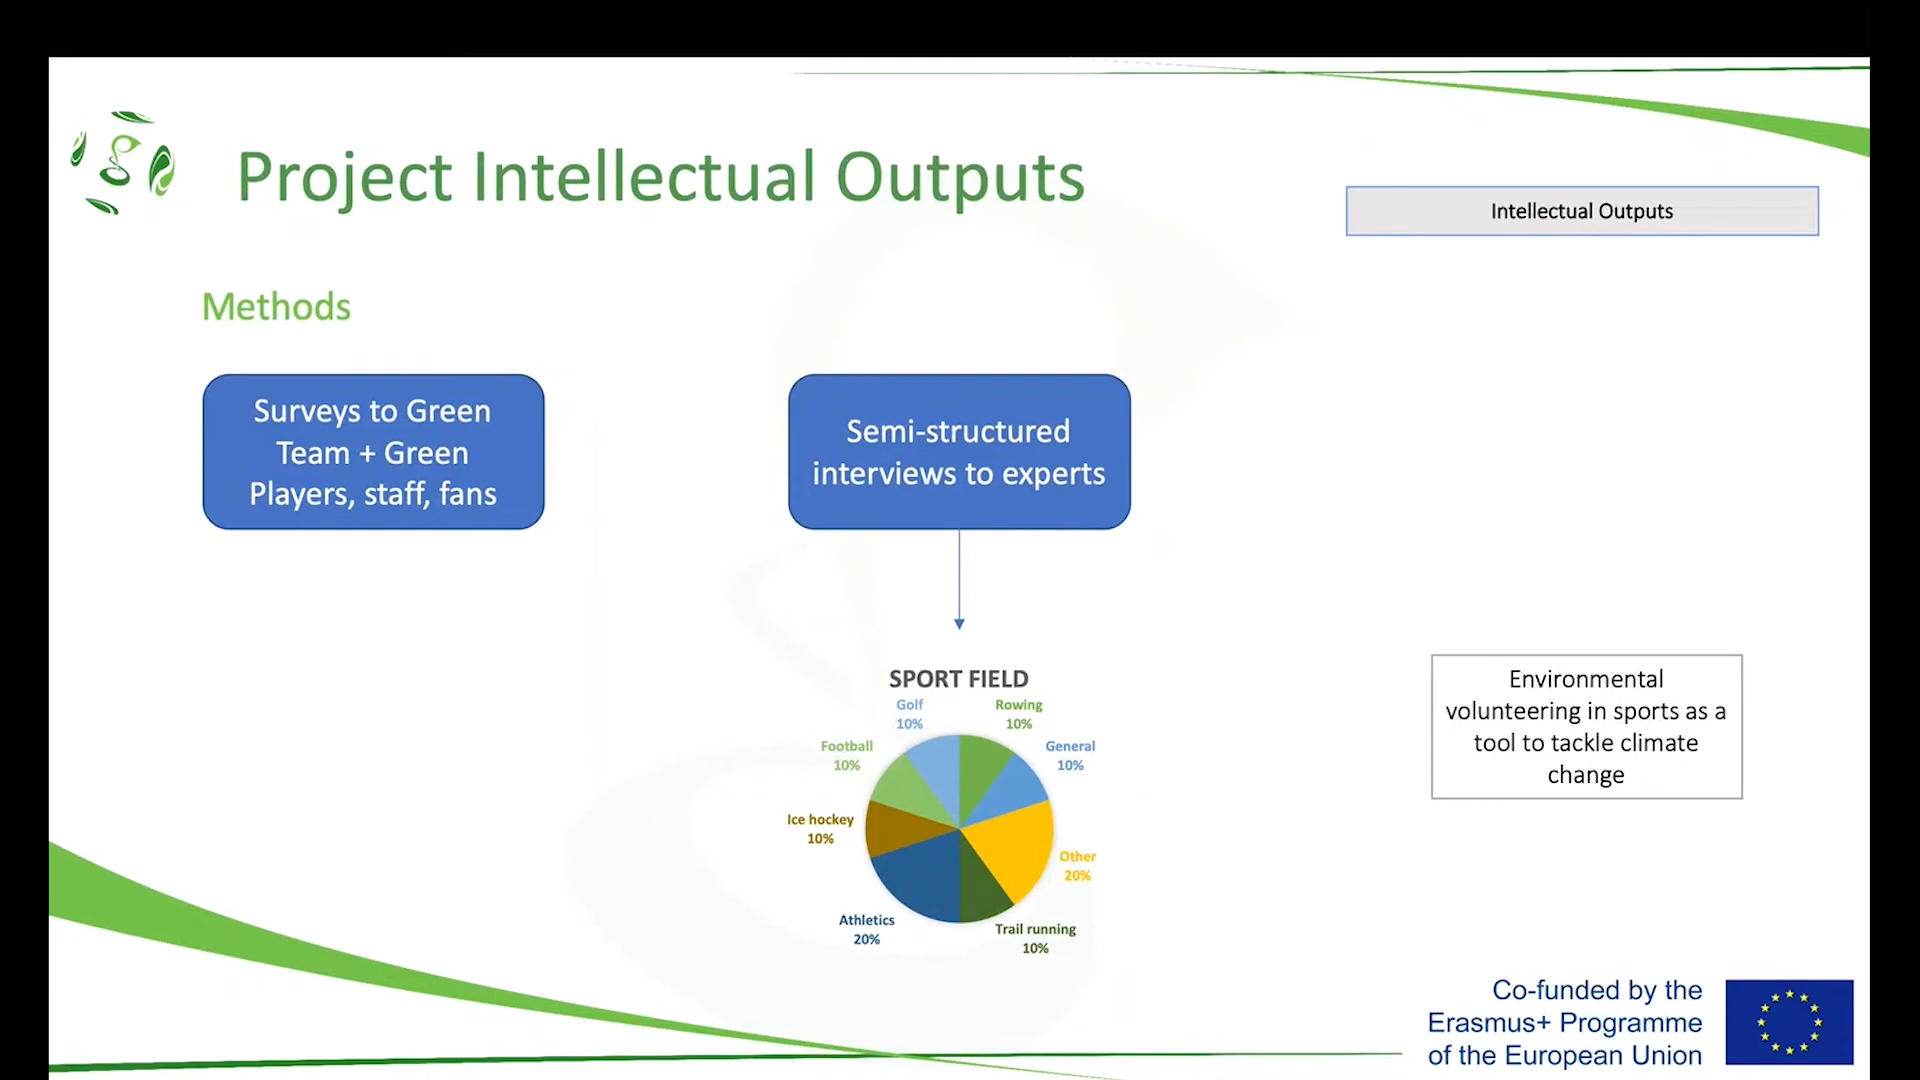 Project Intellectual Outputs
Intellectual Outputs
Methods
Surveys to Green
Team + Green
Players, staff, fans
Semi-structured
interviews to experts
SPORT FIELD
Golf
10%
Rowing
10%
Football
10%
General
10%
Ice hockey
10%
Other
20%
Athletics
20%
Trail running
10%
Environmental
volunteering in sports as a
tool to tackle climate
change
Co-funded by the
Erasmus+ Programme
of the European Union